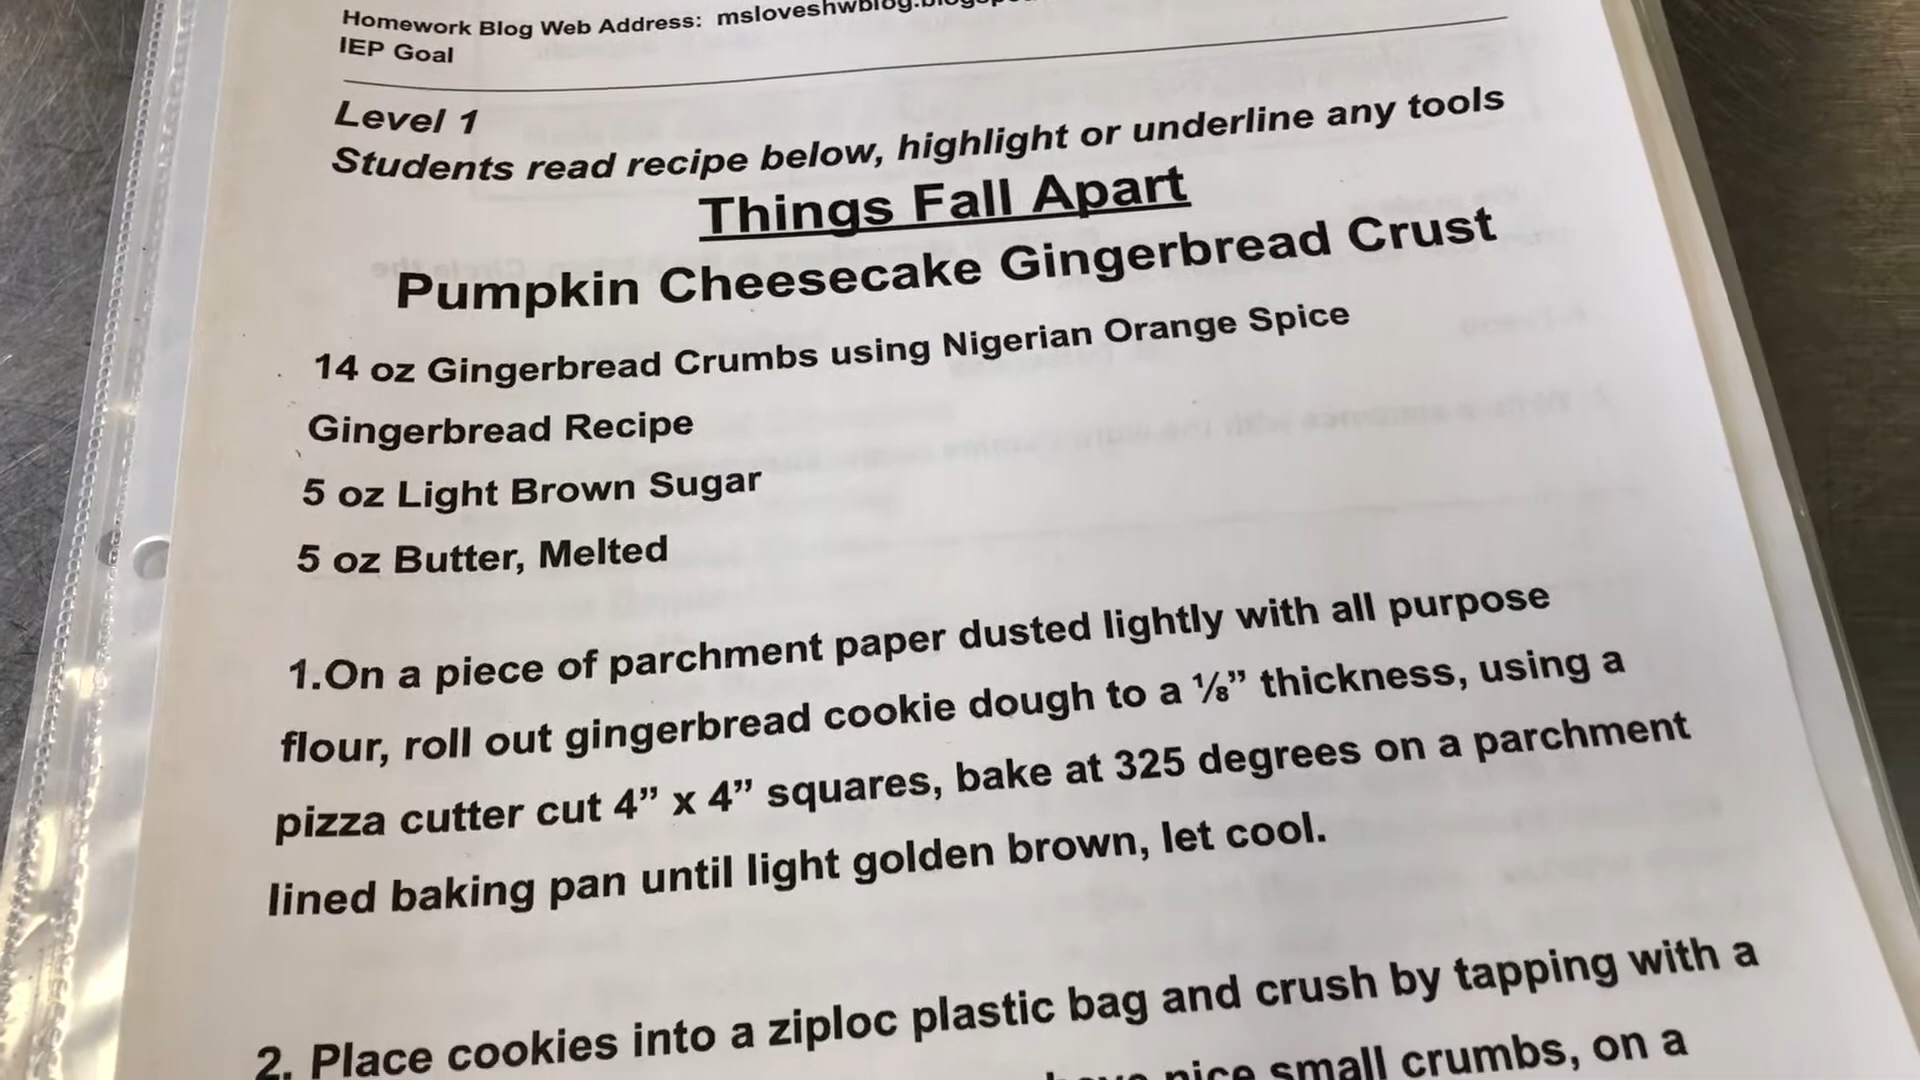 Homework Blog Web Address: msloveshwblog.
IEP Goal
Level 1
Students read recipe below, highlight or underline any tools
Things Fall Apart
Pumpkin Cheesecake Gingerbread Crust
14 oz Gingerbread Crumbs using Nigerian Orange Spice
Gingerbread Recipe
5 oz Light Brown Sugar
5 oz Butter, Melted
1.On a piece of parchment paper dusted lightly with all purpose
flour, roll out gingerbread cookie dough to a ⅛” thickness, using a
pizza cutter cut 4” x 4” squares, bake at 325 degrees on a parchment
lined baking pan until light golden brown, let cool.
2. Place cookies into a ziploc plastic bag and crush by tapping with a
nice small crumbs, on a